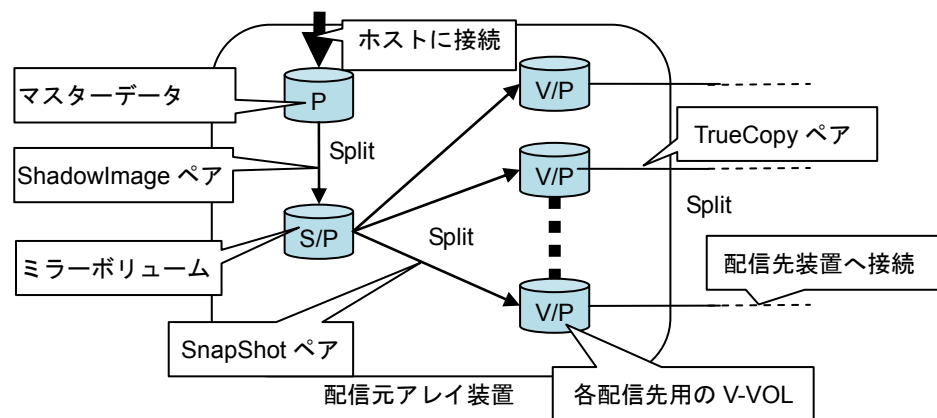 ホストに接続
マスターデータ
P
V/P
Split
TrueCopy ペア
ShadowImage ペア
V/P
Split
S/P
Split
ミラーボリューム
配信先装置へ接続
V/P
SnapShot ペア
配信元アレイ装置
各配信先用の V-VOL